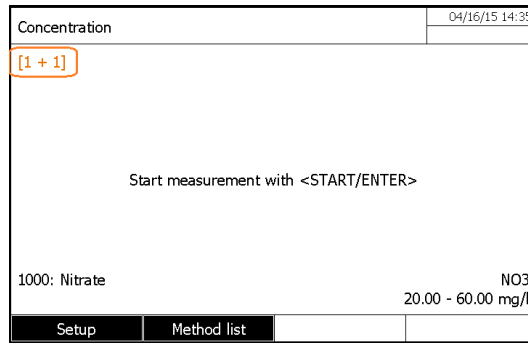 Concentration
04/16/15 14:35
[1 + 1]
Start measurement with <START/ENTER>
1000: Nitrate
NO3
20.00 - 60.00 mg/l
Setup
Method list